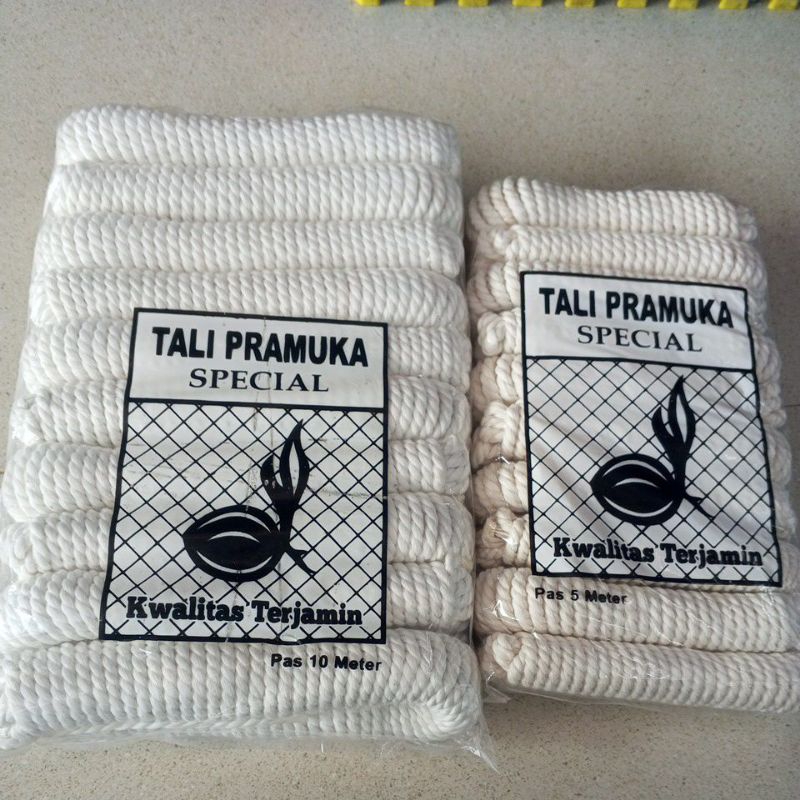 TALI PRAMUKA
SPECIAL
Kwalitas Terjamin
Pas 10 Meter
TALI PRAMUKA
SPECIAL
Kwalitas Terjamin
Pas 5 Meter